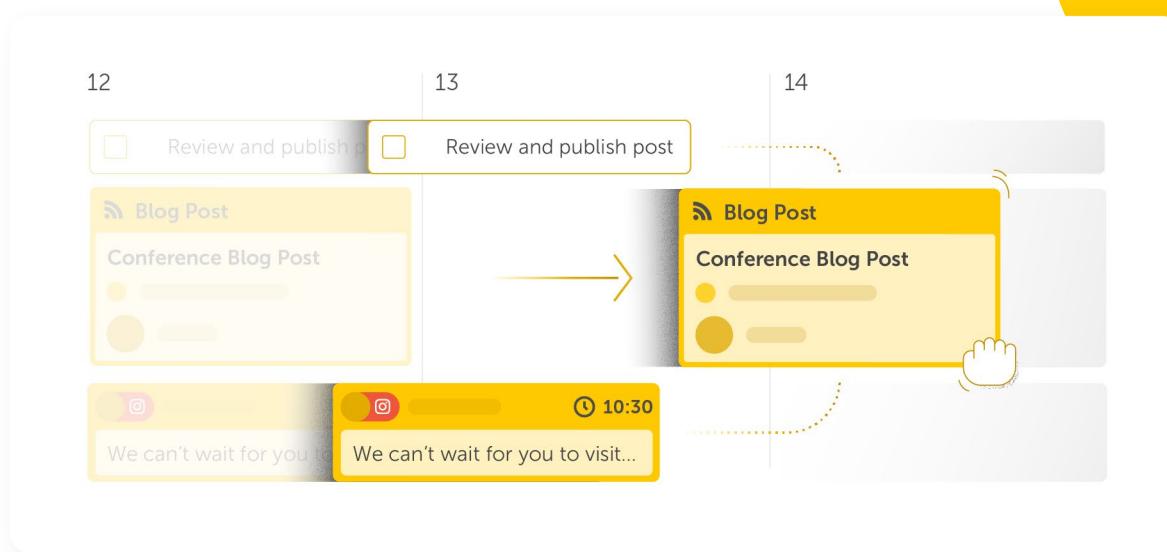 12
13
14
Review and publish p
Review and publish post
Blog Post
Conference Blog Post
Blog Post
Conference Blog Post
10:30
We can't wait for you to
We can't wait for you to visit...